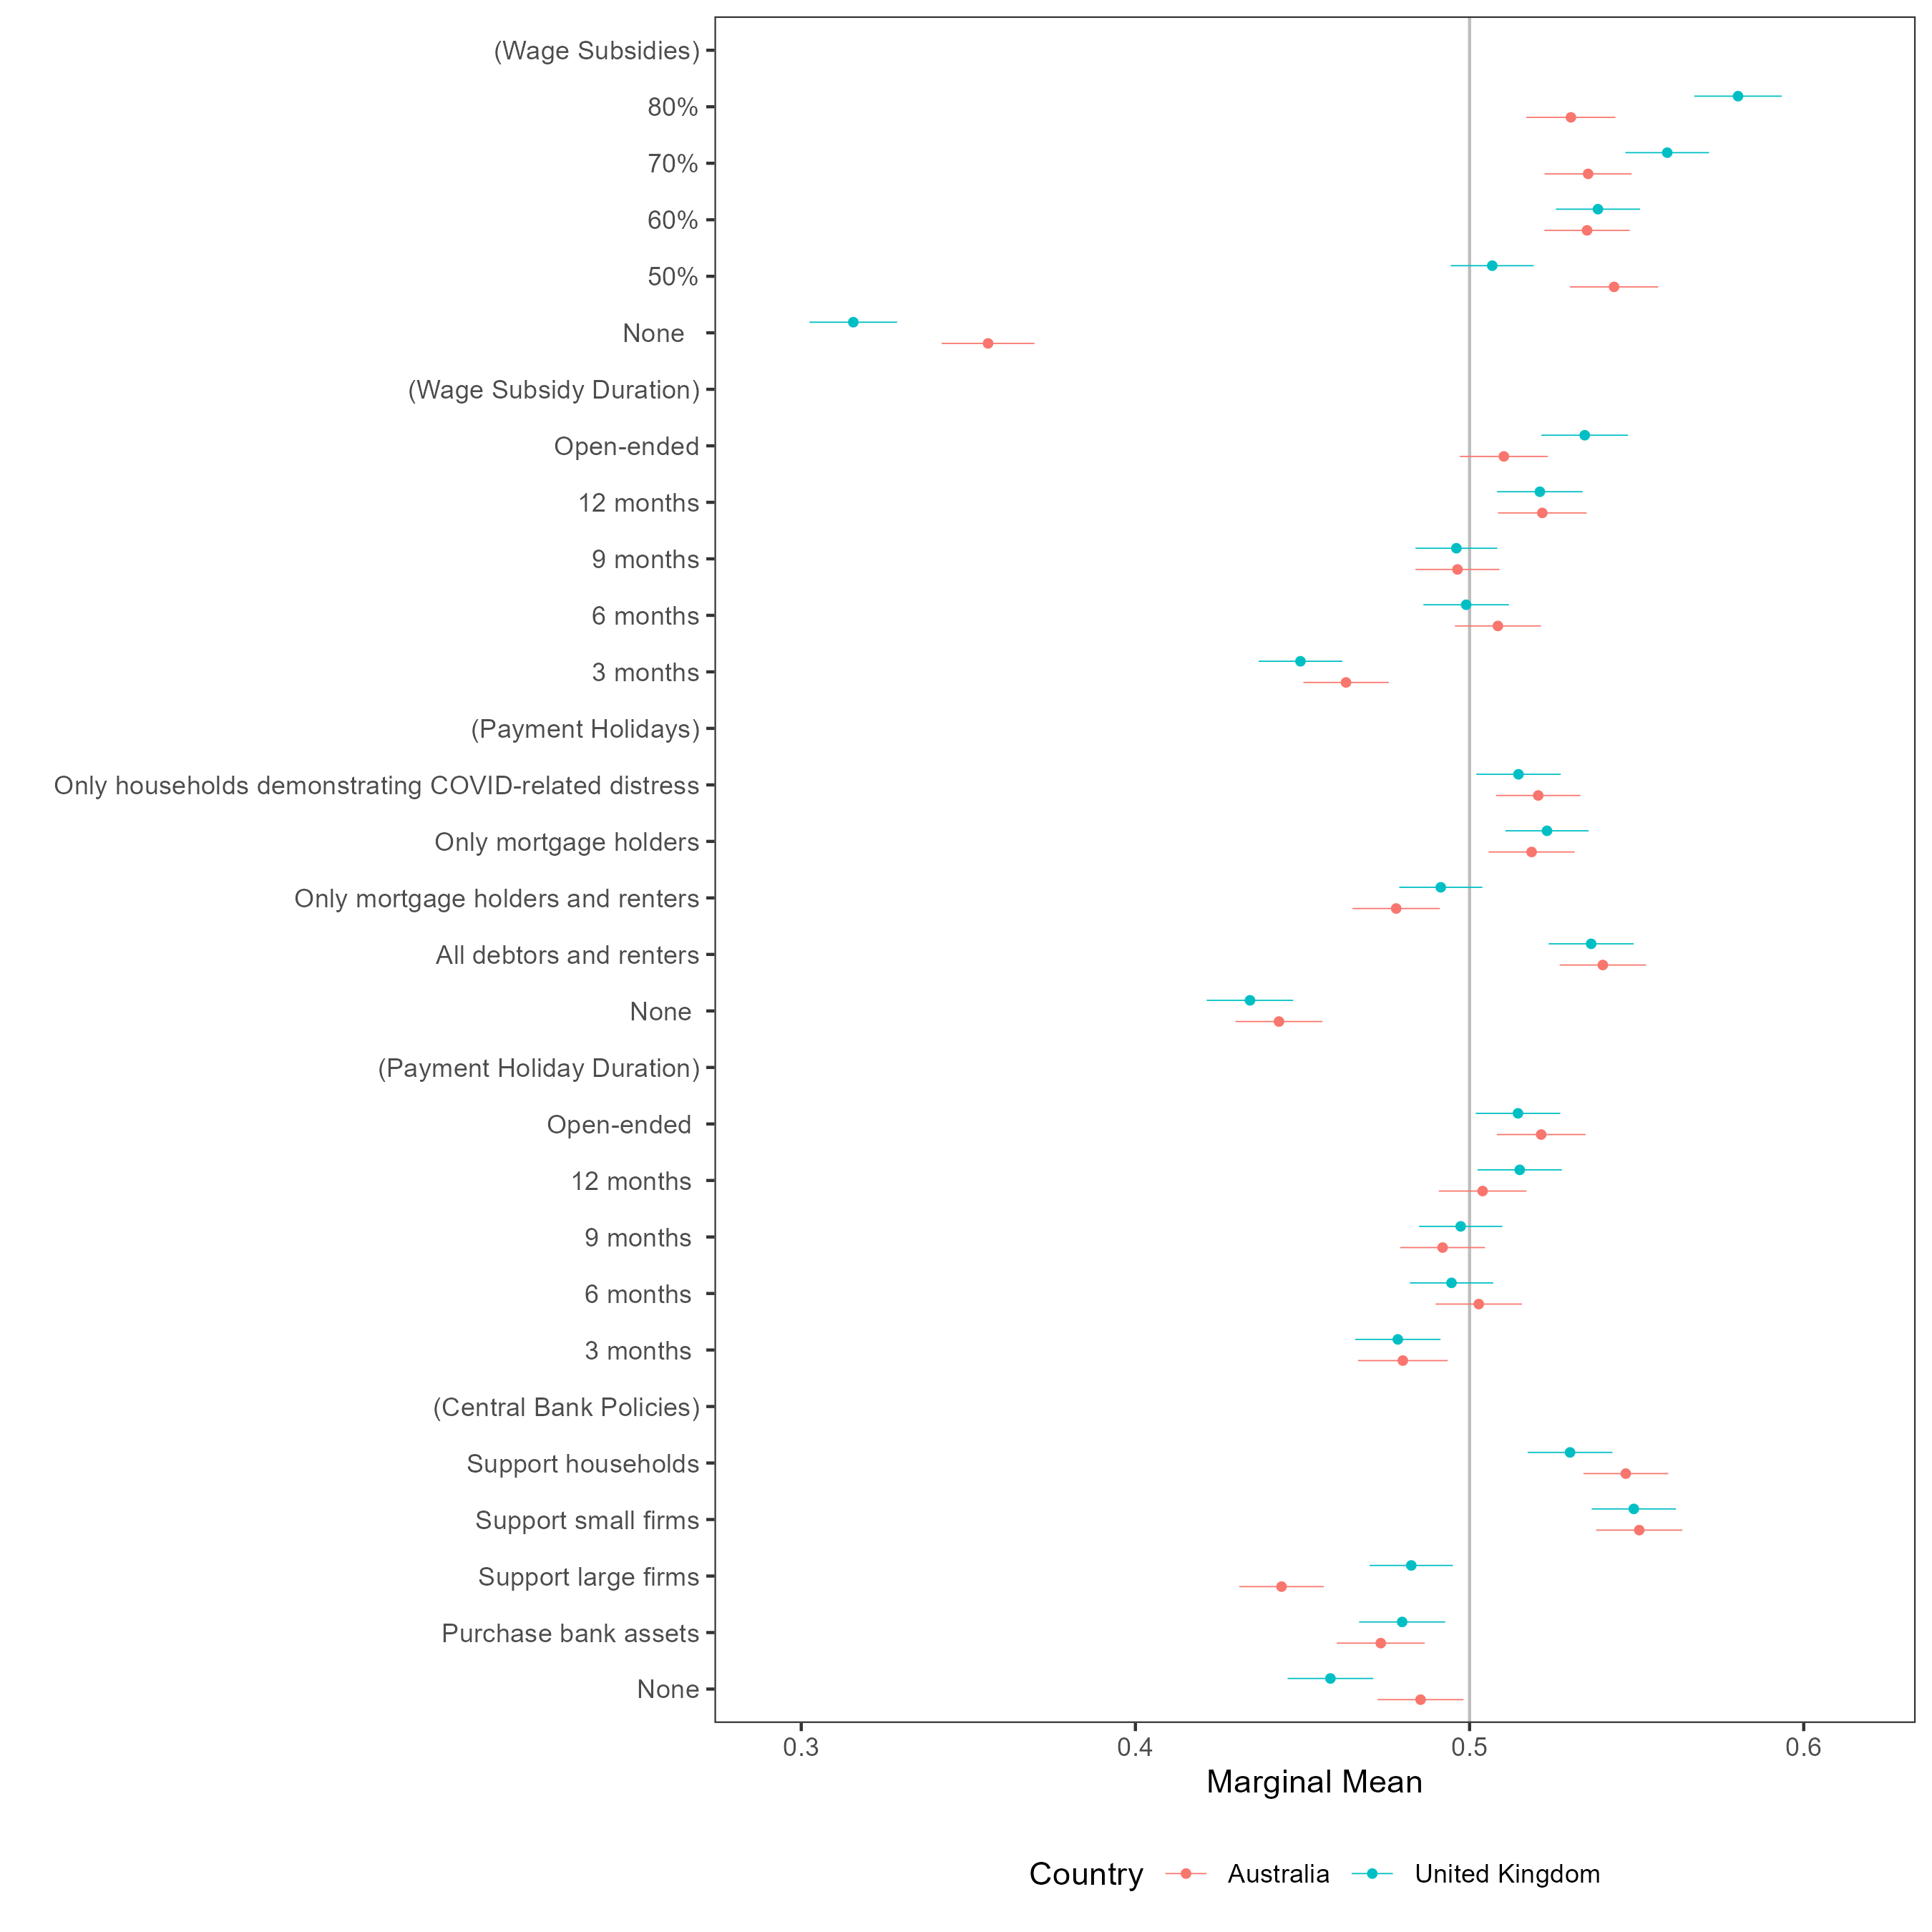 (Wage Subsidies)
80%
70%
60%
50%
None
(Wage Subsidy Duration)
Open-ended
12 months
9 months
6 months
3 months
(Payment Holidays)
Only households demonstrating COVID-related distress
Only mortgage holders
Only mortgage holders and renters
All debtors and renters
None
(Payment Holiday Duration)
Open-ended
12 months
9 months
6 months
3 months
(Central Bank Policies)
Support households
Support small firms
Support large firms
Purchase bank assets
None
0.3 0.4 0.5 0.6
Marginal Mean
Country Australia United Kingdom